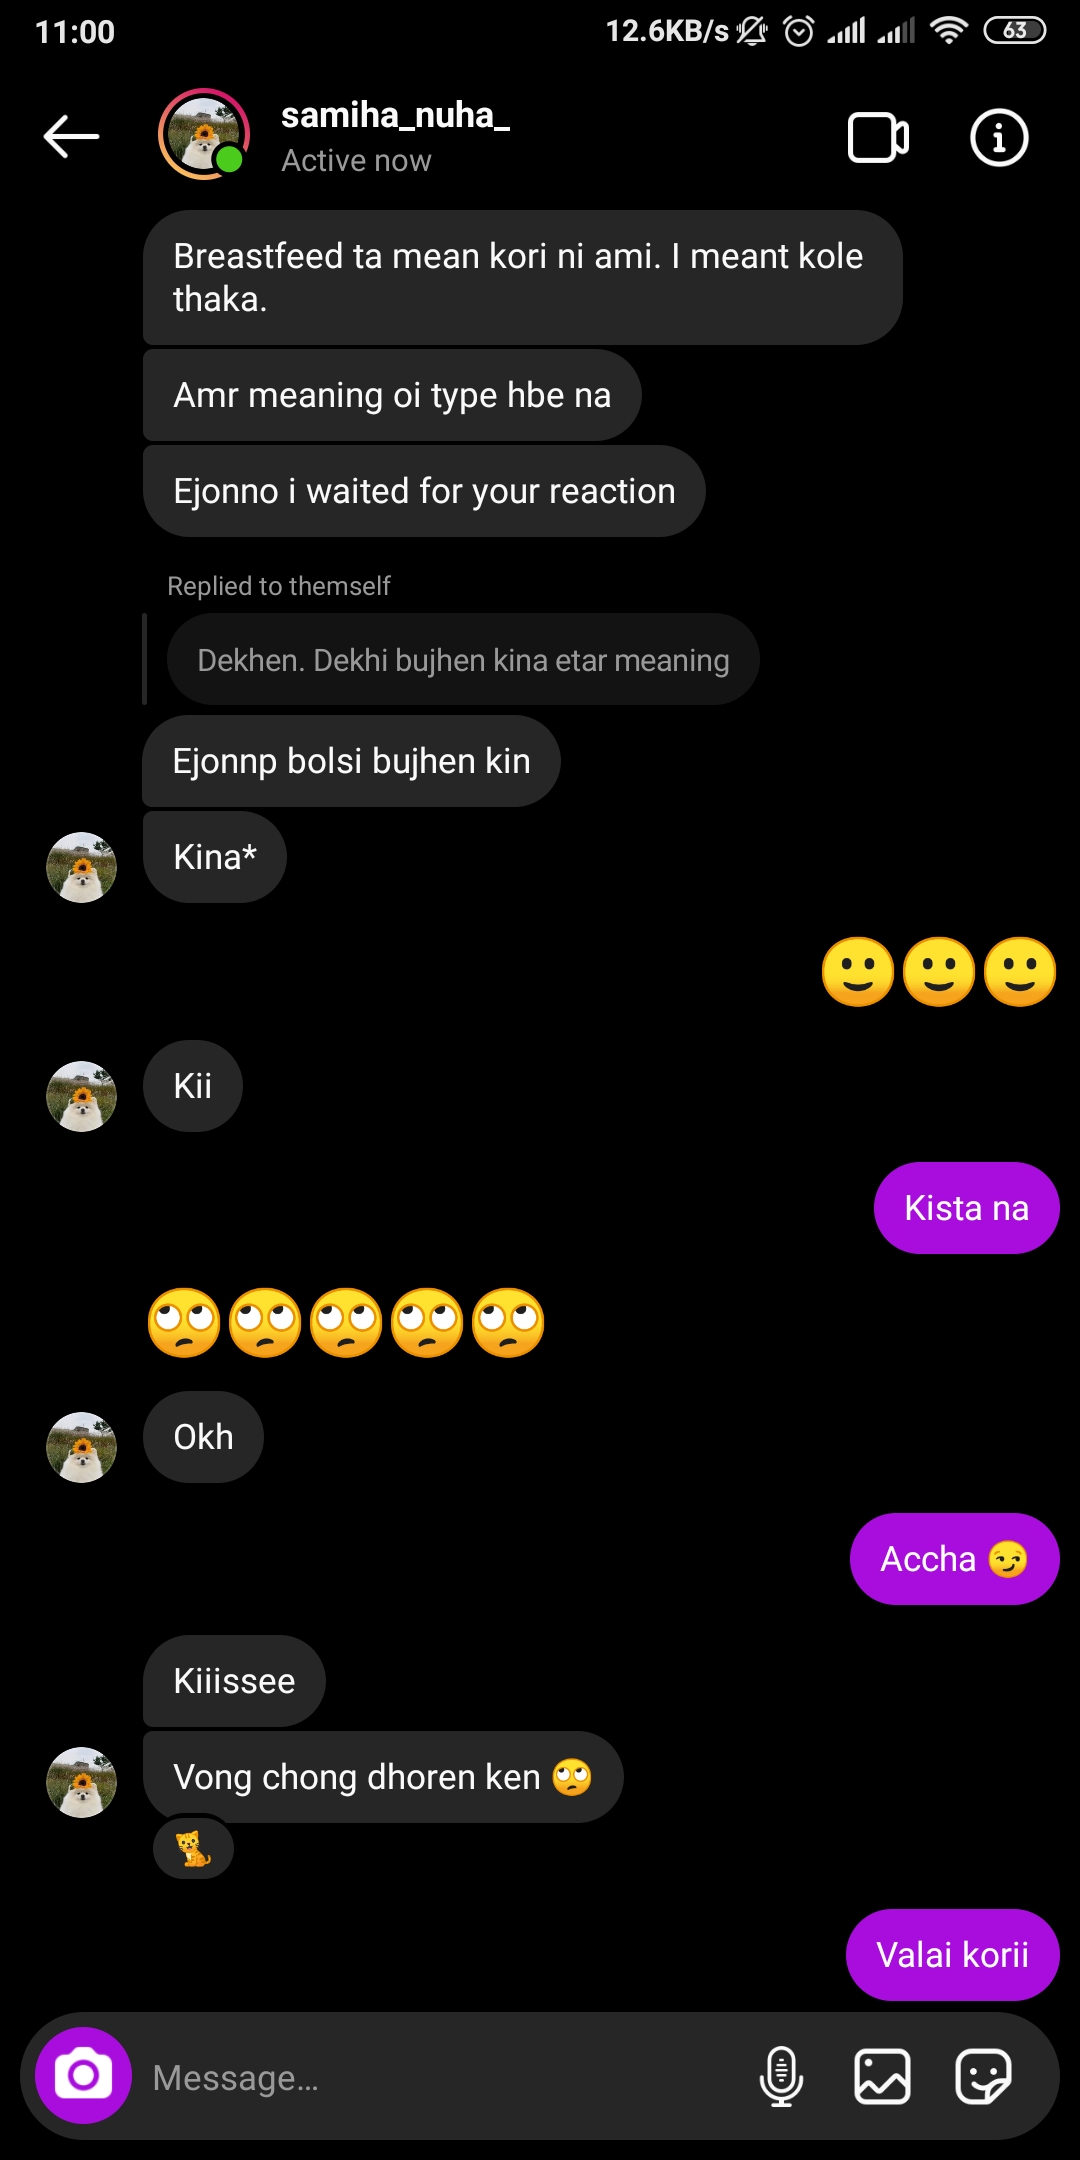 11:00
12.6KB/s
63
samiha_nuha_
Active now
Breastfeed ta mean kori ni ami. I meant kole
thaka.
Amr meaning oi type hbe na
Ejonno i waited for your reaction
Replied to themself
Dekhen. Dekhi bujhen kina etar meaning
Ejonnp bolsi bujhen kin
Kina*
🙂🙂🙂
Kii
Kista na
🙄🙄🙄🙄🙄
Okh
Accha 😏
Kiiissee
Vong chong dhoren ken 🙄
🐈
Valai korii
Message...